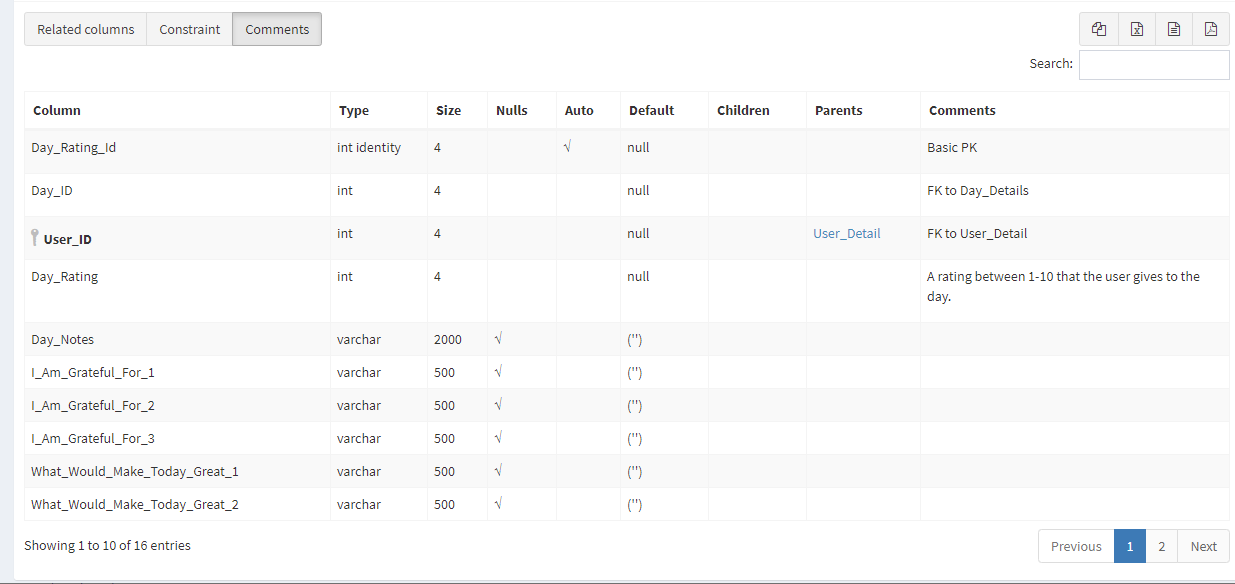 Related columns Constraint Comments
Search:
Column Type Size Nulls Auto Default Children Parents Comments
Day_Rating_Id int identity 4 √ null Basic PK
Day_ID int 4 null FK to Day_Details
User_ID int 4 null User_Detail FK to User_Detail
Day_Rating int 4 null A rating between 1-10 that the user gives to the
day.
Day_Notes varchar 2000 √ ('')
I_Am_Grateful_For_1 varchar 500 √ ('')
I_Am_Grateful_For_2 varchar 500 √ ('')
I_Am_Grateful_For_3 varchar 500 √ ('')
What_Would_Make_Today_Great_1 varchar 500 √ ('')
What_Would_Make_Today_Great_2 varchar 500 √ ('')
Showing 1 to 10 of 16 entries Previous 1 2 Next